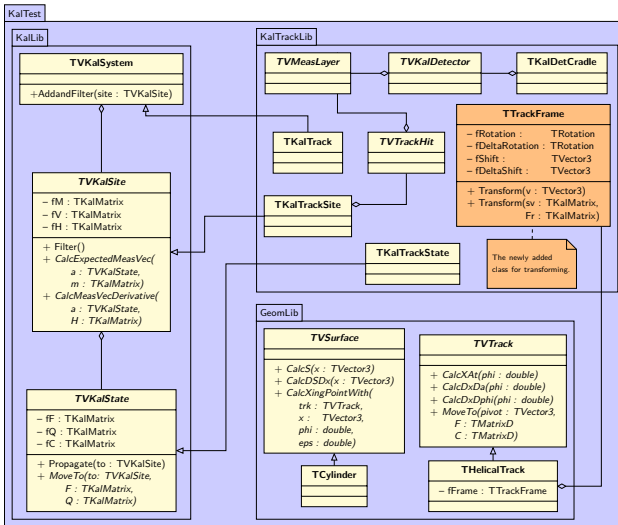 KalTest
KalLib
TVKalSystem
+AddandFilter(site : TVKalSite)
TVKalSite
− fM : TKalMatrix
− fV : TKalMatrix
− fH : TKalMatrix
+ Filter()
+ CalcExpectedMeasVec(
a : TVKalState,
m : TKalMatrix)
+ CalcMeasVecDerivative(
a : TVKalState,
H : TKalMatrix)
TVKalState
− fF : TKalMatrix
− fQ : TKalMatrix
− fC : TKalMatrix
+ Propagate(to : TVKalSite)
+ MoveTo(to: TVKalSite,
F : TKalMatrix,
Q : TKalMatrix)
KalTrackLib
TVMeasLayer
TVKalDetector
TKalDetCradle
TKalTrack
TVTrackHit
TKalTrackSite
TKalTrackState
TTrackFrame
− fRotation : TRotation
− fDeltaRotation : TRotation
− fShift : TVector3
− fDeltaShift : TVector3
+ Transform(v : TVector3)
+ Transform(sv : TKalMatrix,
Fr : TKalMatrix)
The newly added
class for transforming.
GeomLib
TVSurface
+ CalcS(x : TVector3)
+ CalcDSDx(x : TVector3)
+ CalcXingPointWith(
trk : TVTrack,
x : TVector3,
phi : double,
eps : double)
TCylinder
TVTrack
+ CalcXAt(phi : double)
+ CalcDxDa(phi : double)
+ CalcDxDphi(phi : double)
+ MoveTo(pivot : TVector3,
F : TMatrixD
C : TMatrixD)
THelicalTrack
− fFrame : TTrackFrame